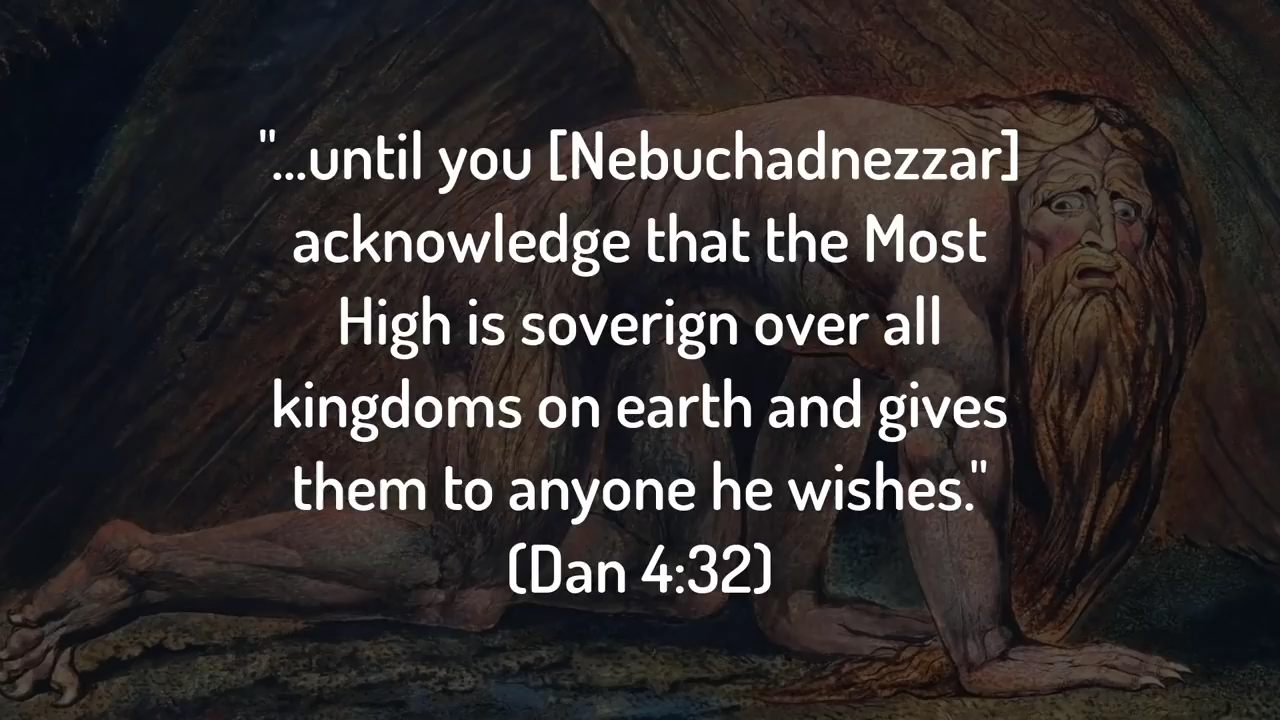 "...until you [Nebuchadnezzar]
acknowledge that the Most
High is soverign over all
kingdoms on earth and gives
them to anyone he wishes."
(Dan 4:32)